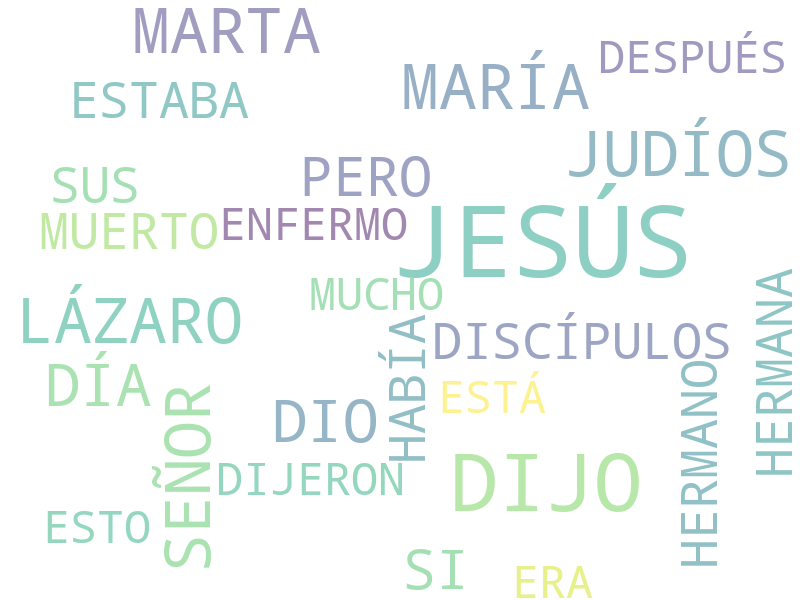 MARTA
DESPUÉS
MARÍA
ESTABA
JUDÍOS
PERO
SUS
MUERTO
ENFERMO
JESÚS
MUCHO
LÁZARO
DISCÍPULOS
HERMANA
HABÍA
DÍA
ESTÁ
DIO
HERMANO
SEÑOR
DIJERON
DIJO
ESTO
SI
ERA